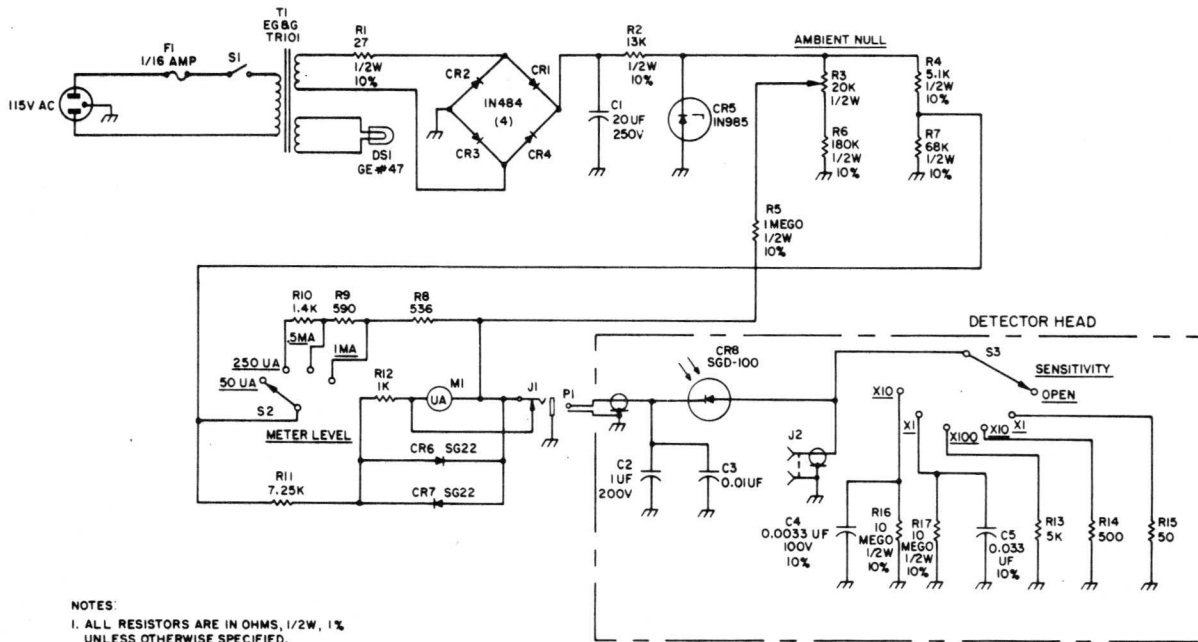 T1
EG&G
TR101
F1
1/16 AMP
S1
115V AC
R1
27
1/2W
10%
DS1
GE#47
CR2
CR1
IN484
(4)
CR3
CR4
R2
13K
1/2W
10%
C1
20UF
250V
CR5
IN985
AMBIENT NULL
R3
20K
1/2W
R6
180K
1/2W
10%
R4
5.1K
1/2W
10%
R7
68K
1/2W
10%
R5
1MEGO
1/2W
10%
R10
1.4K
R9
590
R8
536
.5MA
1MA
250 UA
50 UA
S2
METER LEVEL
R12
1K
M1
UA
J1
P1
CR6 SG22
CR7 SG22
R11
7.25K
DETECTOR HEAD
CR8
SGD-100
S3
SENSITIVITY
OPEN
X10
X1
X100
X10
X1
J2
C2
1UF
200V
C3
0.01UF
C4
0.0033 UF
100V
10%
R16
10
MEGO
1/2W
10%
R17
10
MEGO
1/2W
10%
C5
0.033
UF
10%
R13
5K
R14
500
R15
50
NOTES:
1. ALL RESISTORS ARE IN OHMS, 1/2W, 1%
UNLESS OTHERWISE SPECIFIED.